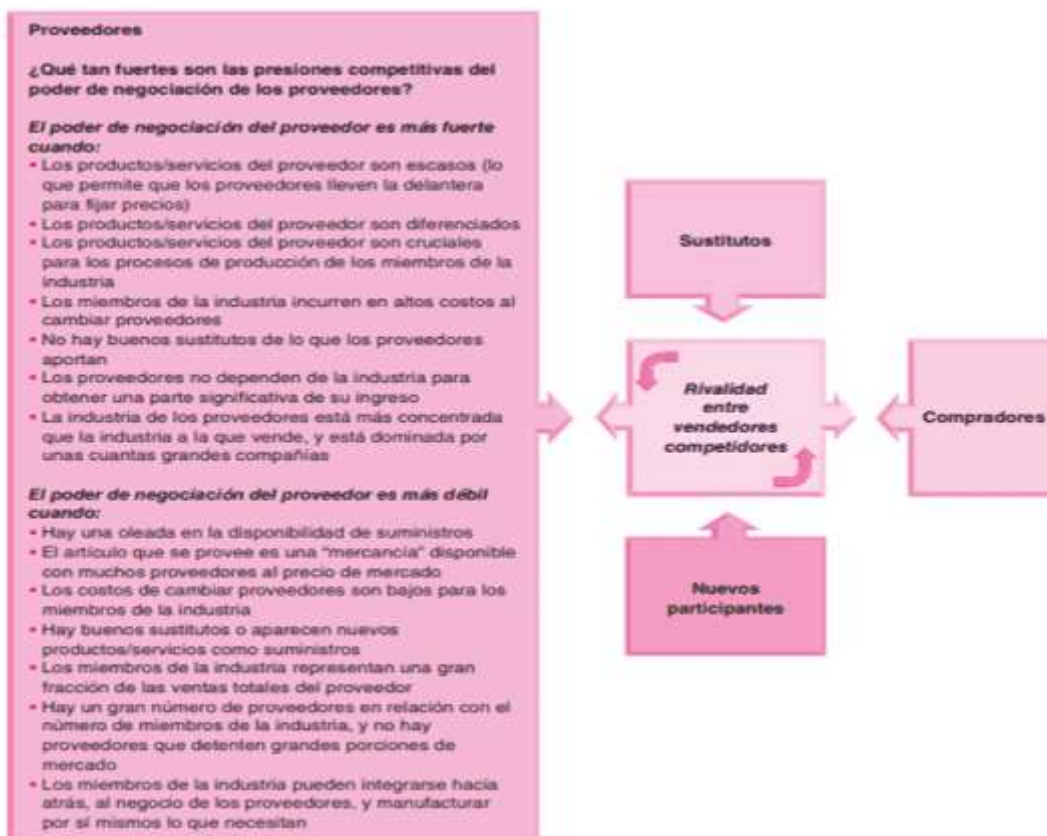 Proveedores
¿Qué tan fuertes son las presiones competitivas del
poder de negociación de los proveedores?
El poder de negociación del proveedor es más fuerte
cuando:
• Los productos/servicios del proveedor son escasos (lo
que permite que los proveedores lleven la delantera
para fijar precios)
• Los productos/servicios del proveedor son diferenciados
• Los productos/servicios del proveedor son cruciales
para los procesos de producción de los miembros de la
industria
• Los miembros de la industria incurren en altos costos al
cambiar proveedores
• No hay buenos sustitutos de lo que los proveedores
aportan
• Los proveedores no dependen de la industria para
obtener una parte significativa de su ingreso
• La industria de los proveedores está más concentrada
que la industria a la que vende, y está dominada por
unas cuantas grandes compañías
El poder de negociación del proveedor es más débil
cuando:
• Hay una oleada en la disponibilidad de suministros
• El artículo que se provee es una “mercancía” disponible
con muchos proveedores al precio de mercado
• Los costos de cambiar proveedores son bajos para los
miembros de la industria
• Hay buenos sustitutos o aparecen nuevos
productos/servicios como suministros
• Los miembros de la industria representan una gran
fracción de las ventas totales del proveedor
• Hay un gran número de proveedores en relación con el
número de miembros de la industria, y no hay
proveedores que detenten grandes porciones de
mercado
• Los miembros de la industria pueden integrarse hacia
atrás, al negocio de los proveedores, y manufacturar
por sí mismos lo que necesitan
Sustitutos
Rivalidad
entre
vendedores
competidores
Compradores
Nuevos
participantes